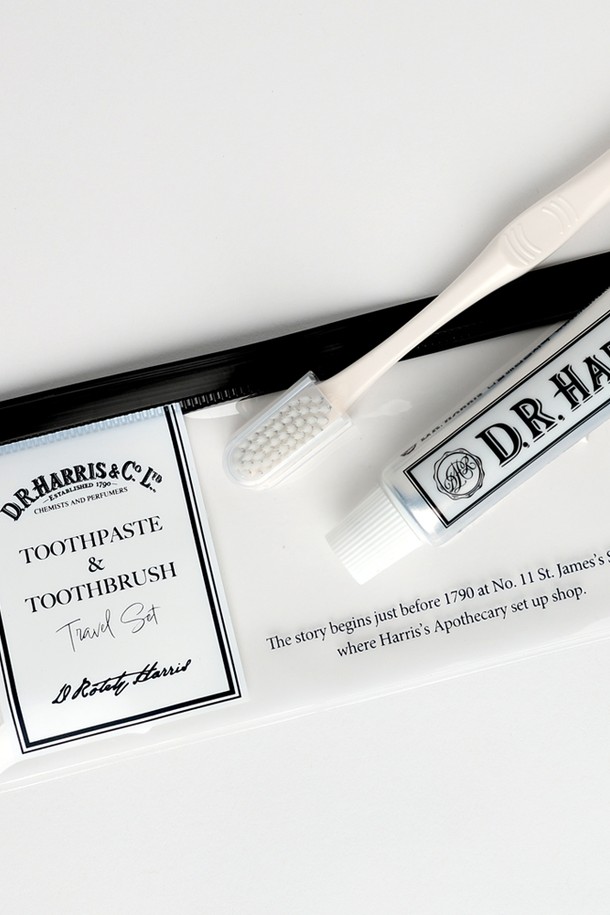 D.R.HARRIS & Co. Ltd
ESTABLISHED 1790
CHEMISTS AND PERFUMERS
TOOTHPASTE
&
TOOTHBRUSH
Travel Set
D.R. HAR
The story begins just before 1790 at No. 11 St. James's
where Harris's Apothecary set up shop.